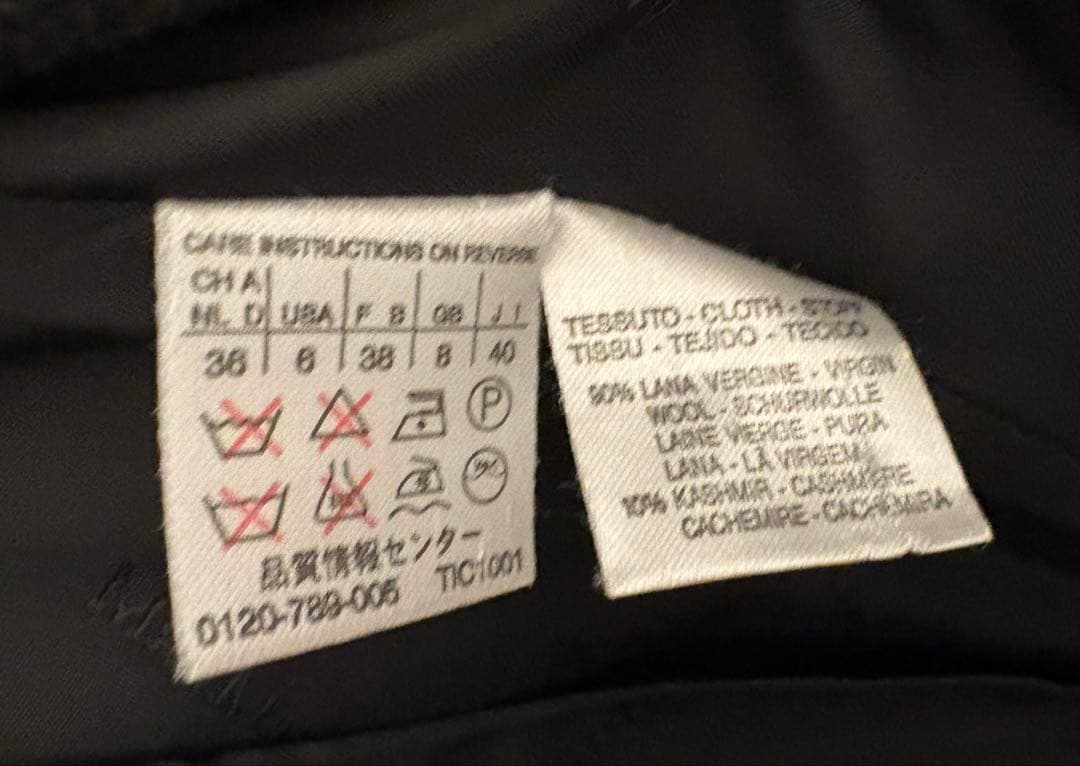 CARE INSTRUCTIONS ON REVERSE
CH A
NL D USA F B GB J I
36 6 38 8 40
P
品質情報センター
TIC1001
0120-789-005
TESSUTO - CLOTH - STOFF
TISSU - TEJIDO - TECIDO
90% LANA VERGINE - VIRGIN
WOOL - SCHURWOLLE
LAINE VIERGE - PURA
LANA - LÃ VIRGEM
10% KASHMIR - CASHMERE
CACHEMIRE - CACHEMIRA